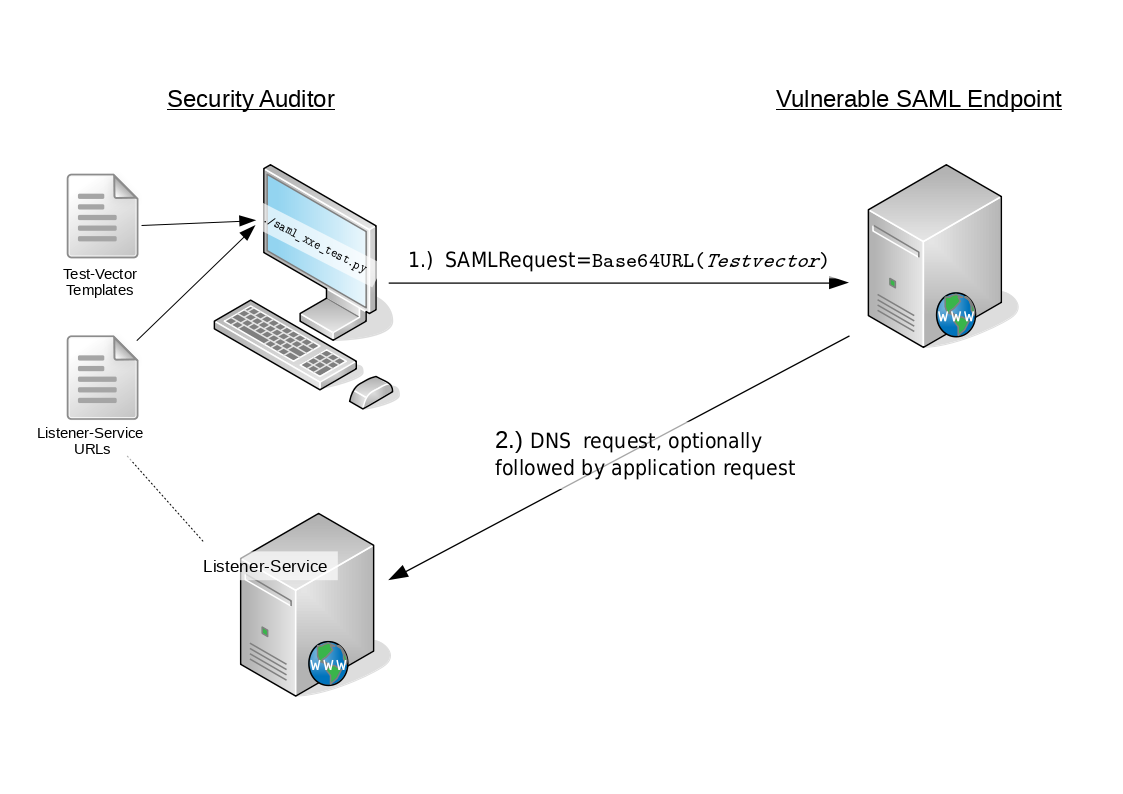 Security Auditor
Vulnerable SAML Endpoint
./saml_xxe_test.py
1.) SAMLRequest=Base64URL(Testvector)
Test-Vector
Templates
WWW
Listener-Service
URLs
2.) DNS request, optionally
followed by application request
Listener-Service
WWW